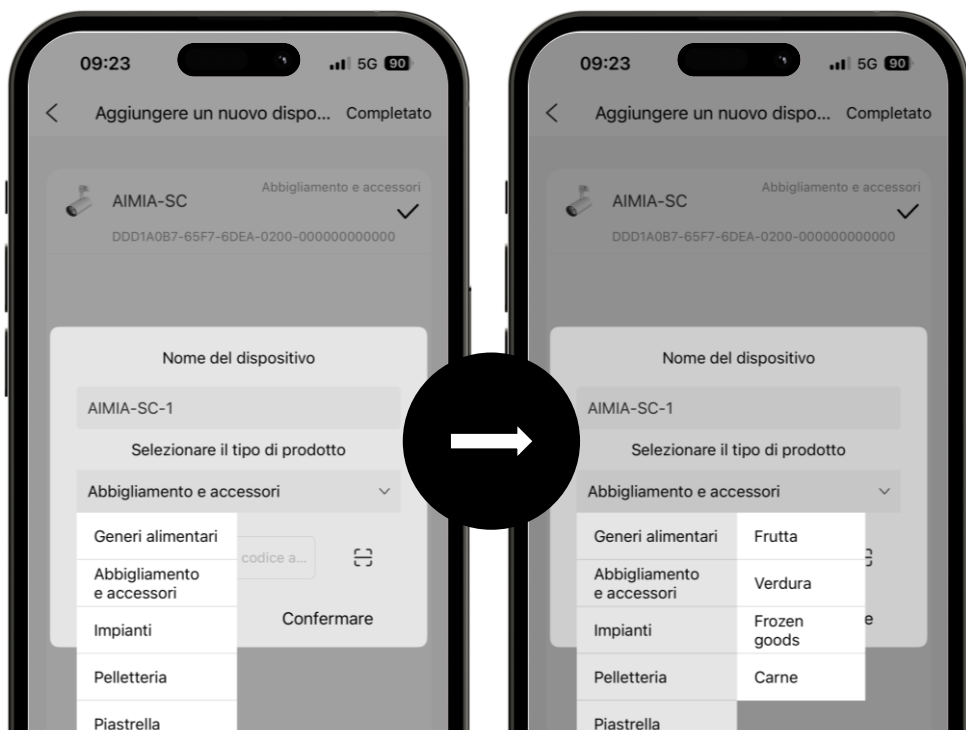 09:23
5G 90
Aggiungere un nuovo dispo... Completato
Abbigliamento e accessori
AIMIA-SC
DDD1A0B7-65F7-6DEA-0200-000000000000
Nome del dispositivo
AIMIA-SC-1
Selezionare il tipo di prodotto
Abbigliamento e accessori
Generi alimentari
codice a...
Abbigliamento
e accessori
Impianti
Confermare
Pelletteria
Piastrella
09:23
5G 90
Aggiungere un nuovo dispo... Completato
Abbigliamento e accessori
AIMIA-SC
DDD1A0B7-65F7-6DEA-0200-000000000000
Nome del dispositivo
AIMIA-SC-1
Selezionare il tipo di prodotto
Abbigliamento e accessori
Generi alimentari
Abbigliamento
e accessori
Impianti
Pelletteria
Piastrella
Frutta
Verdura
Frozen
goods
Carne
e